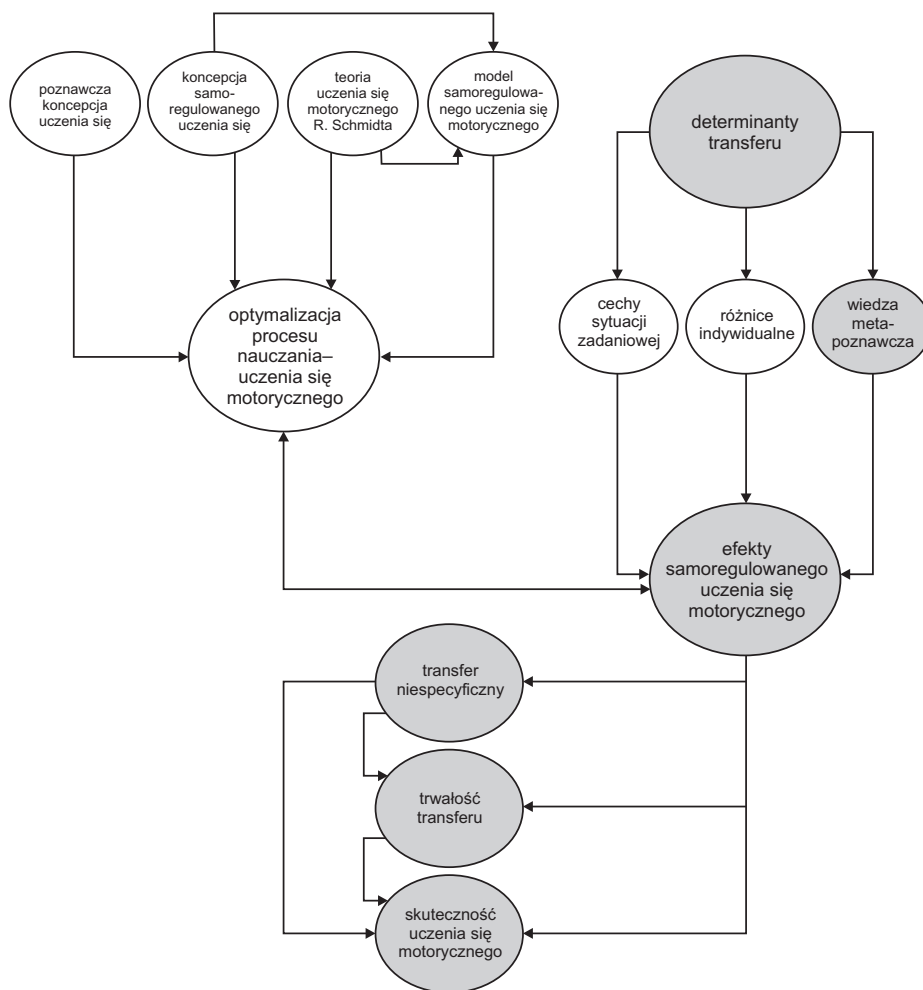 poznawcza
koncepcja
uczenia się
koncepcja
samo-
regulowanego
uczenia się
teoria
uczenia się
motorycznego
R. Schmidta
model
samoregulowa-
nego uczenia się
motorycznego
determinanty
transferu
cechy
sytuacji
zadaniowej
różnice
indywidualne
wiedza
meta-
poznawcza
optymalizacja
procesu
nauczania–
uczenia się
motorycznego
efekty
samoregulowanego
uczenia się
motorycznego
transfer
niespecyficzny
trwałość
transferu
skuteczność
uczenia się
motorycznego